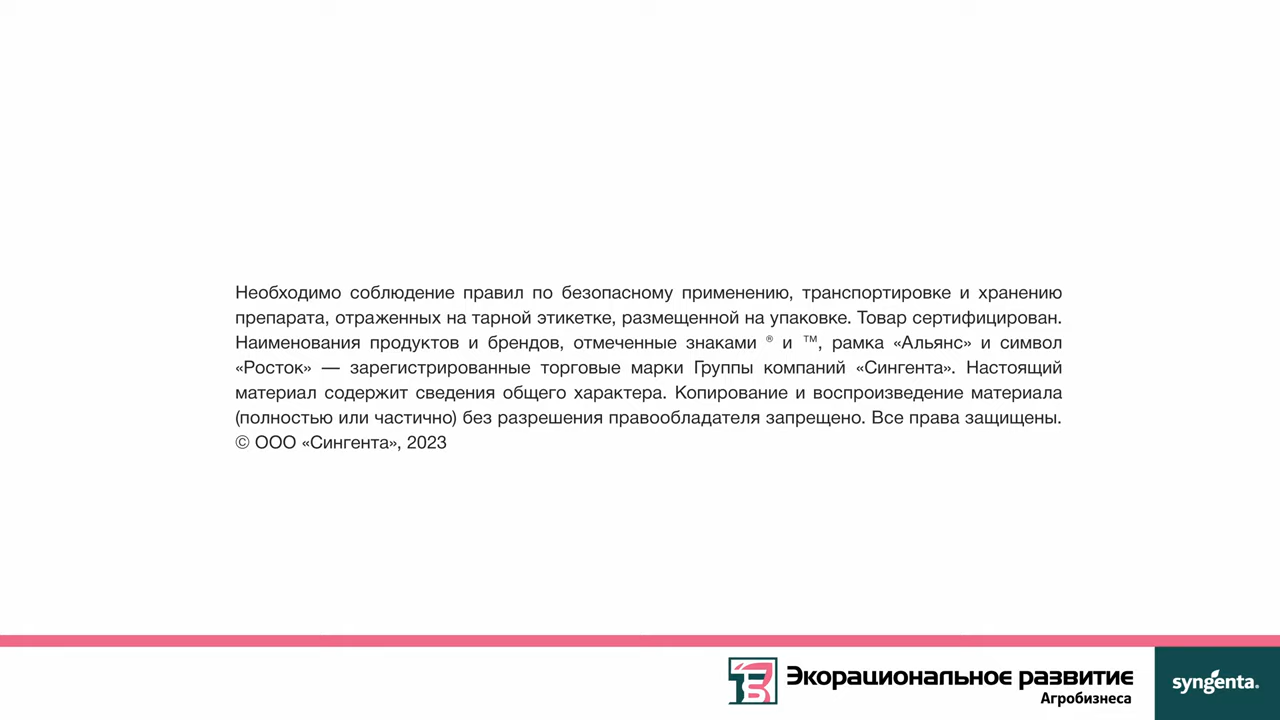 Необходимо соблюдение правил по безопасному применению, транспортировке и хранению
препарата, отраженных на тарной этикетке, размещенной на упаковке. Товар сертифицирован.
Наименования продуктов и брендов, отмеченные знаками ® и ™, рамка «Альянс» и символ
«Росток» — зарегистрированные торговые марки Группы компаний «Сингента». Настоящий
материал содержит сведения общего характера. Копирование и воспроизведение материала
(полностью или частично) без разрешения правообладателя запрещено. Все права защищены.
© ООО «Сингента», 2023
Экорациональное развитие
Агробизнеса
syngenta.